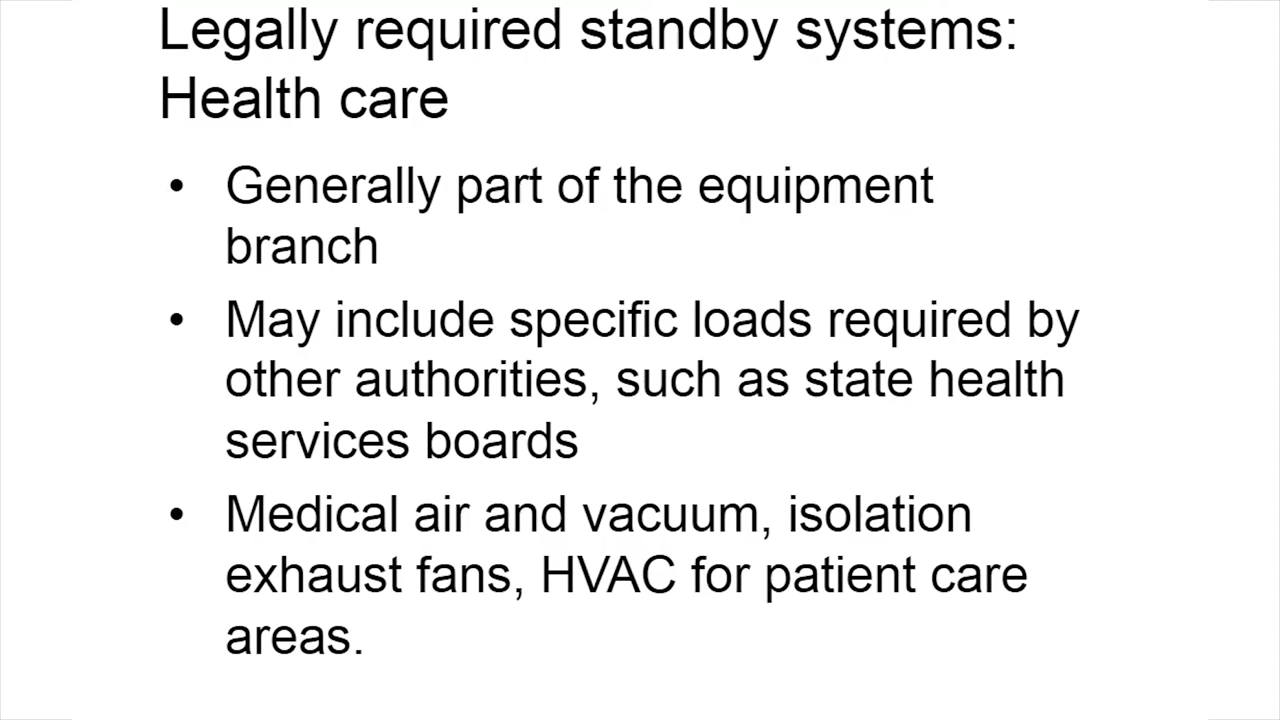 Legally required standby systems:
Health care
• Generally part of the equipment
branch
• May include specific loads required by
other authorities, such as state health
services boards
• Medical air and vacuum, isolation
exhaust fans, HVAC for patient care
areas.